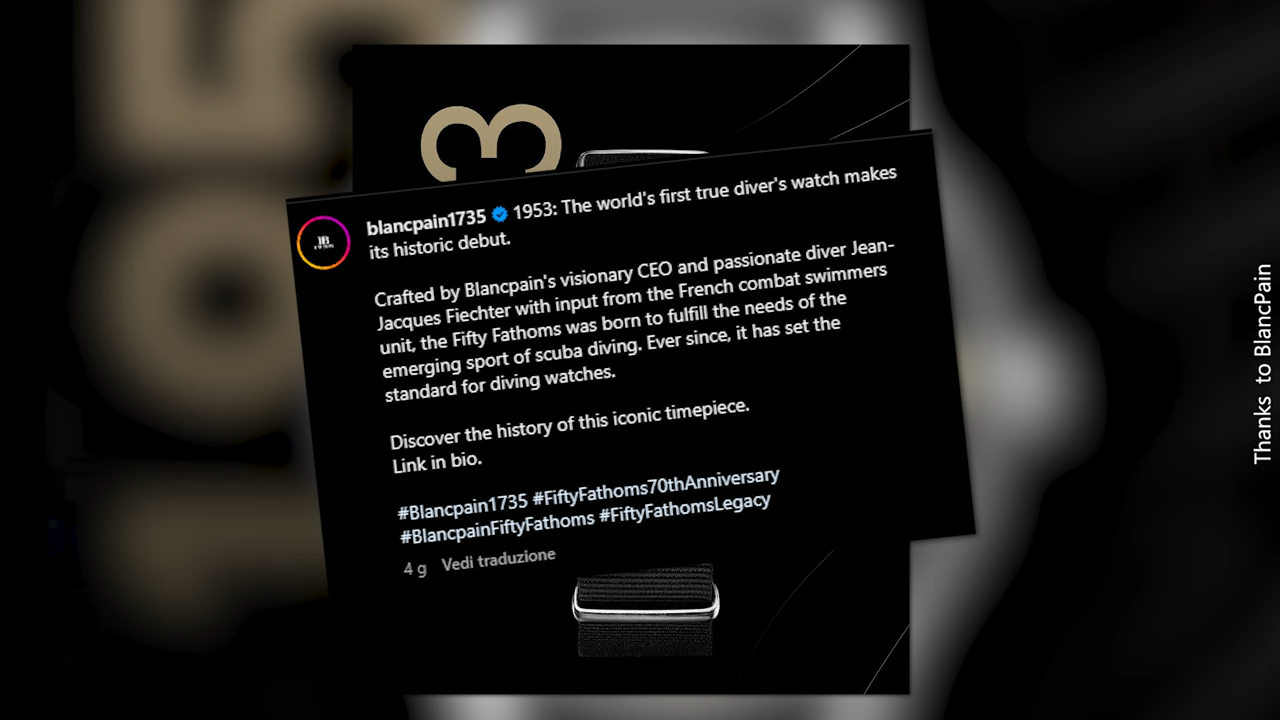 3
blancpain1735 1953: The world's first true diver's watch makes
its historic debut.
Crafted by Blancpain's visionary CEO and passionate diver Jean-
Jacques Fiechter with input from the French combat swimmers
unit, the Fifty Fathoms was born to fulfill the needs of the
emerging sport of scuba diving. Ever since, it has set the
standard for diving watches.
Discover the history of this iconic timepiece.
Link in bio.
#Blancpain1735 #FiftyFathoms70thAnniversary
#BlancpainFiftyFathoms #FiftyFathomsLegacy
4 g Vedi traduzione
Thanks to BlancPain